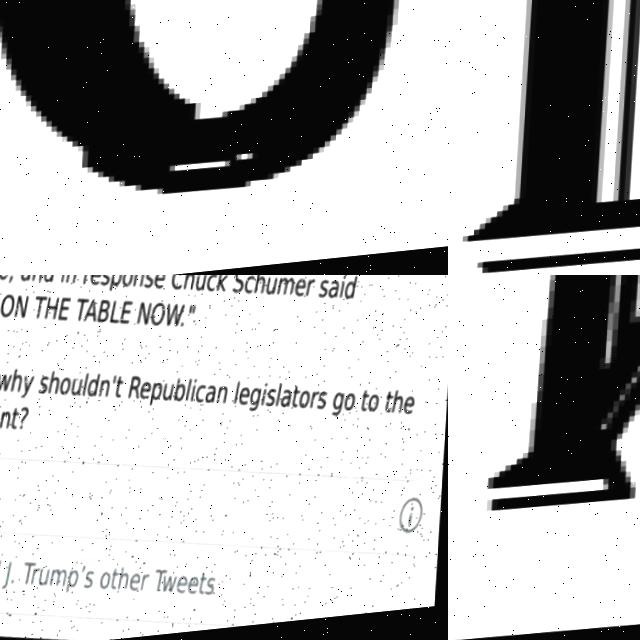 and in response Chuck Schumer said
ON THE TABLE NOW."
why shouldn't Republican legislators go to the
nt?
J. Trump's other Tweets